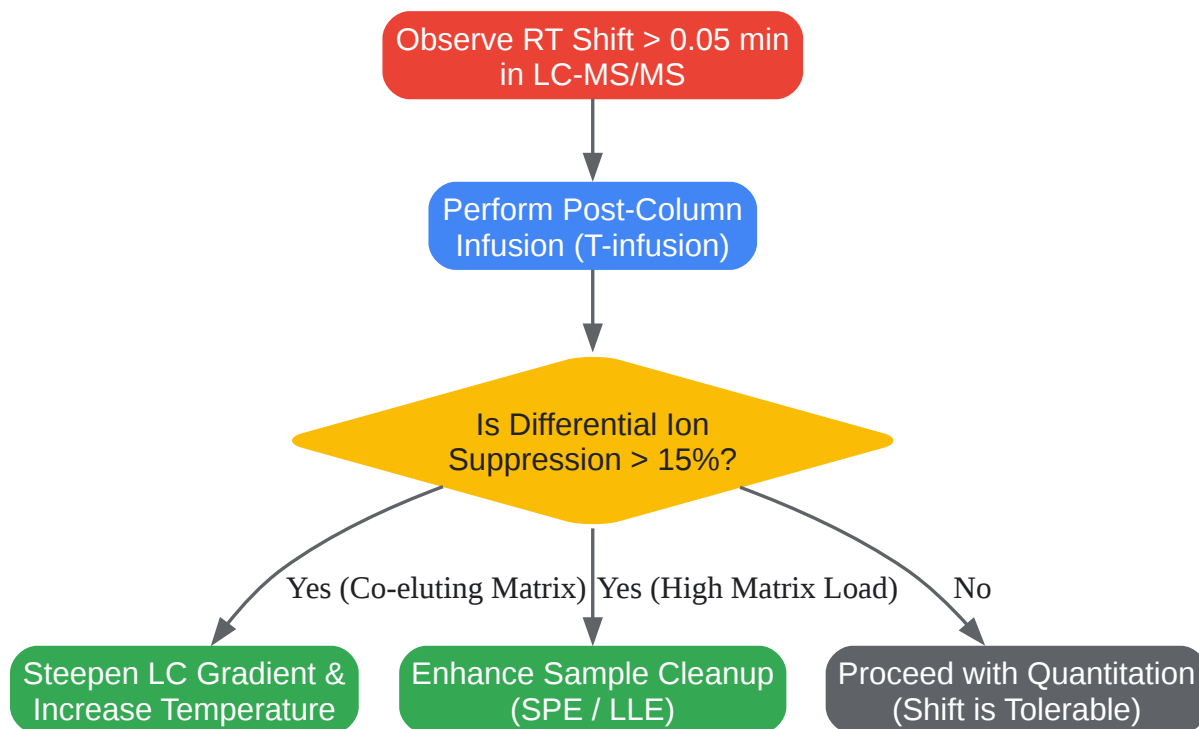 Observe RT Shift > 0.05 min
in LC-MS/MS
Perform Post-Column
Infusion (T-infusion)
Is Differential Ion
Suppression > 15%?
Yes (Co-eluting Matrix)
Yes (High Matrix Load)
No
Steepen LC Gradient &
Increase Temperature
Enhance Sample Cleanup
(SPE / LLE)
Proceed with Quantitation
(Shift is Tolerable)